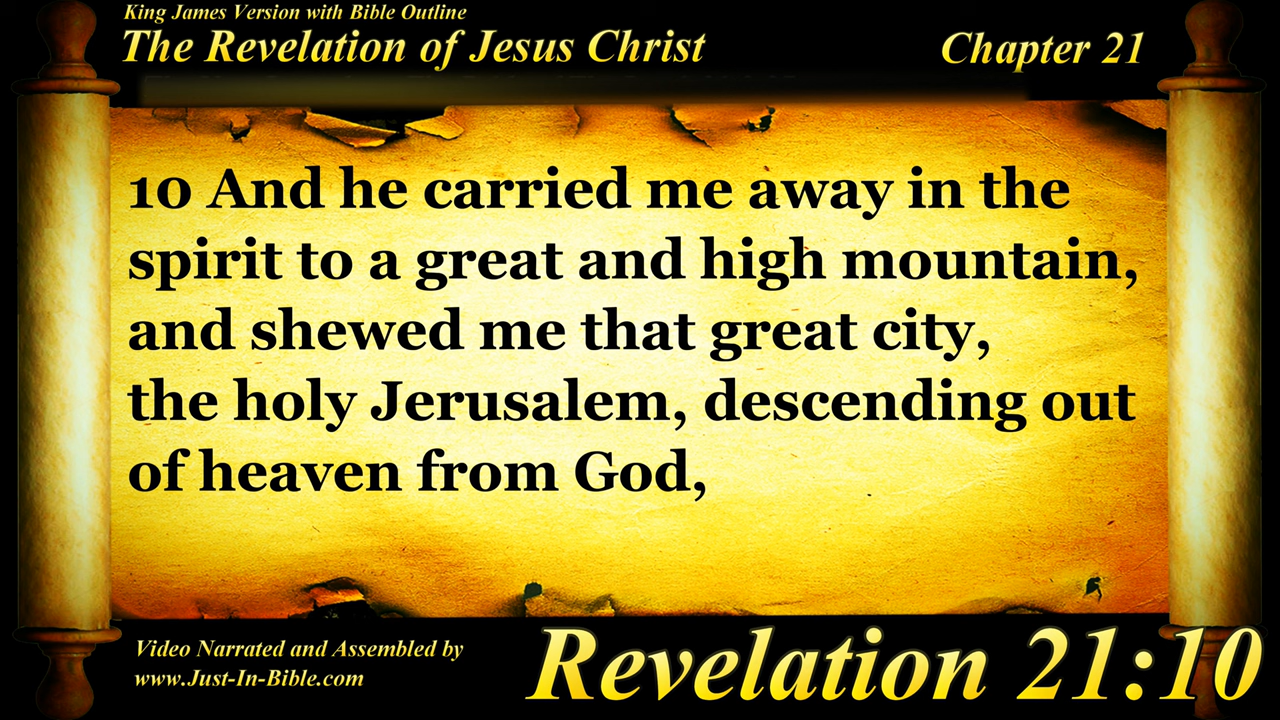 King James Version with Bible Outline
The Revelation of Jesus Christ
Chapter 21
10 And he carried me away in the
spirit to a great and high mountain,
and shewed me that great city,
the holy Jerusalem, descending out
of heaven from God,
Video Narrated and Assembled by
www.Just-In-Bible.com
Revelation 21:10